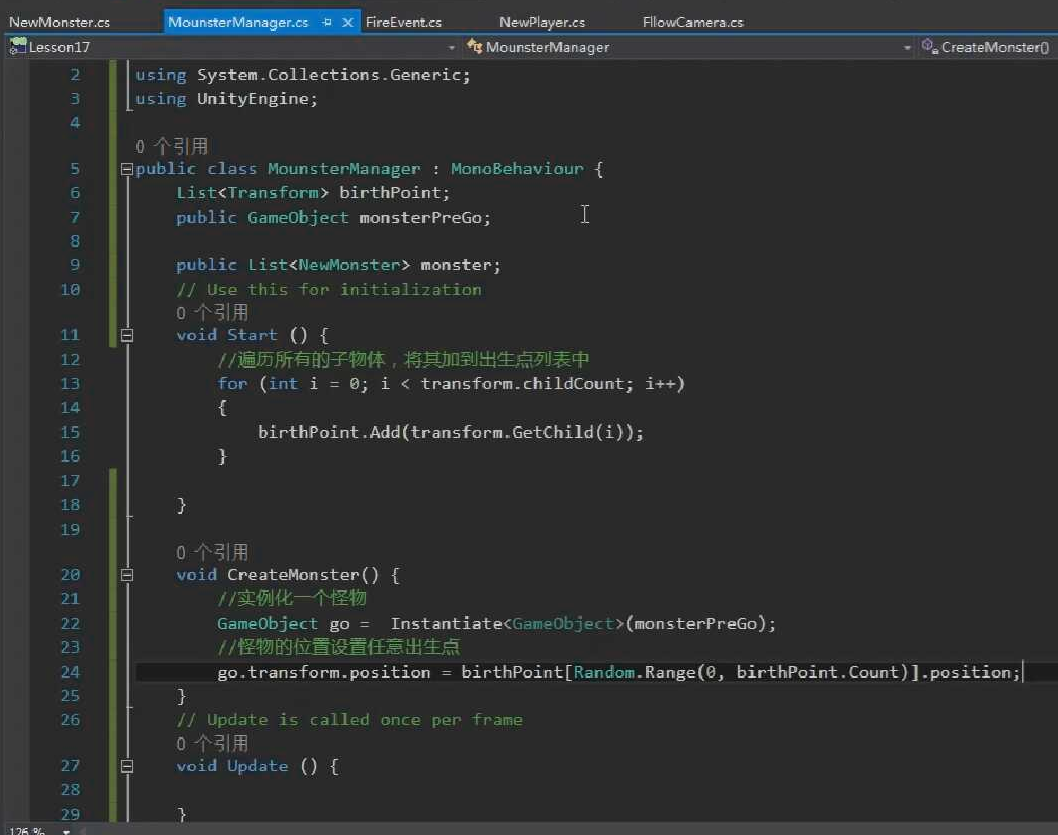 NewMonster.cs MounsterManager.cs FireEvent.cs NewPlayer.cs FllowCamera.cs
Lesson17 MounsterManager CreateMonster()
2 using System.Collections.Generic;
3 using UnityEngine;
4
0 个引用
5 public class MounsterManager : MonoBehaviour {
6 List<Transform> birthPoint;
7 public GameObject monsterPreGo;
8
9 public List<NewMonster> monster;
10 // Use this for initialization
0 个引用
11 void Start () {
12 //遍历所有的子物体，将其加到出生点列表中
13 for (int i = 0; i < transform.childCount; i++)
14 {
15 birthPoint.Add(transform.GetChild(i));
16 }
17
18 }
19
0 个引用
20 void CreateMonster() {
21 //实例化一个怪物
22 GameObject go =  Instantiate<GameObject>(monsterPreGo);
23 //怪物的位置设置任意出生点
24 go.transform.position = birthPoint[Random.Range(0, birthPoint.Count)].position;
25 }
26 // Update is called once per frame
0 个引用
27 void Update () {
28
29 }
126 %